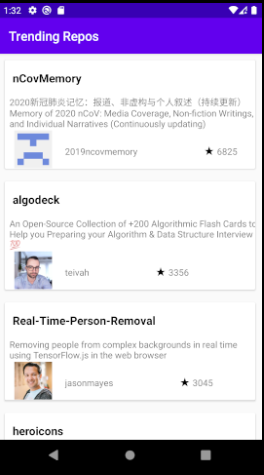 1:32
Trending Repos
nCovMemory
2020新冠肺炎记忆：报道、非虚构与个人叙述（持续更新）
Memory of 2020 nCoV: Media Coverage, Non-fiction Writings,
and Individual Narratives (Continuously updating)
2019ncovmemory ★ 6825
algodeck
An Open-Source Collection of +200 Algorithmic Flash Cards to
Help you Preparing your Algorithm & Data Structure Interview
💯
teivah ★ 3356
Real-Time-Person-Removal
Removing people from complex backgrounds in real time
using TensorFlow.js in the web browser
jasonmayes ★ 3045
heroicons